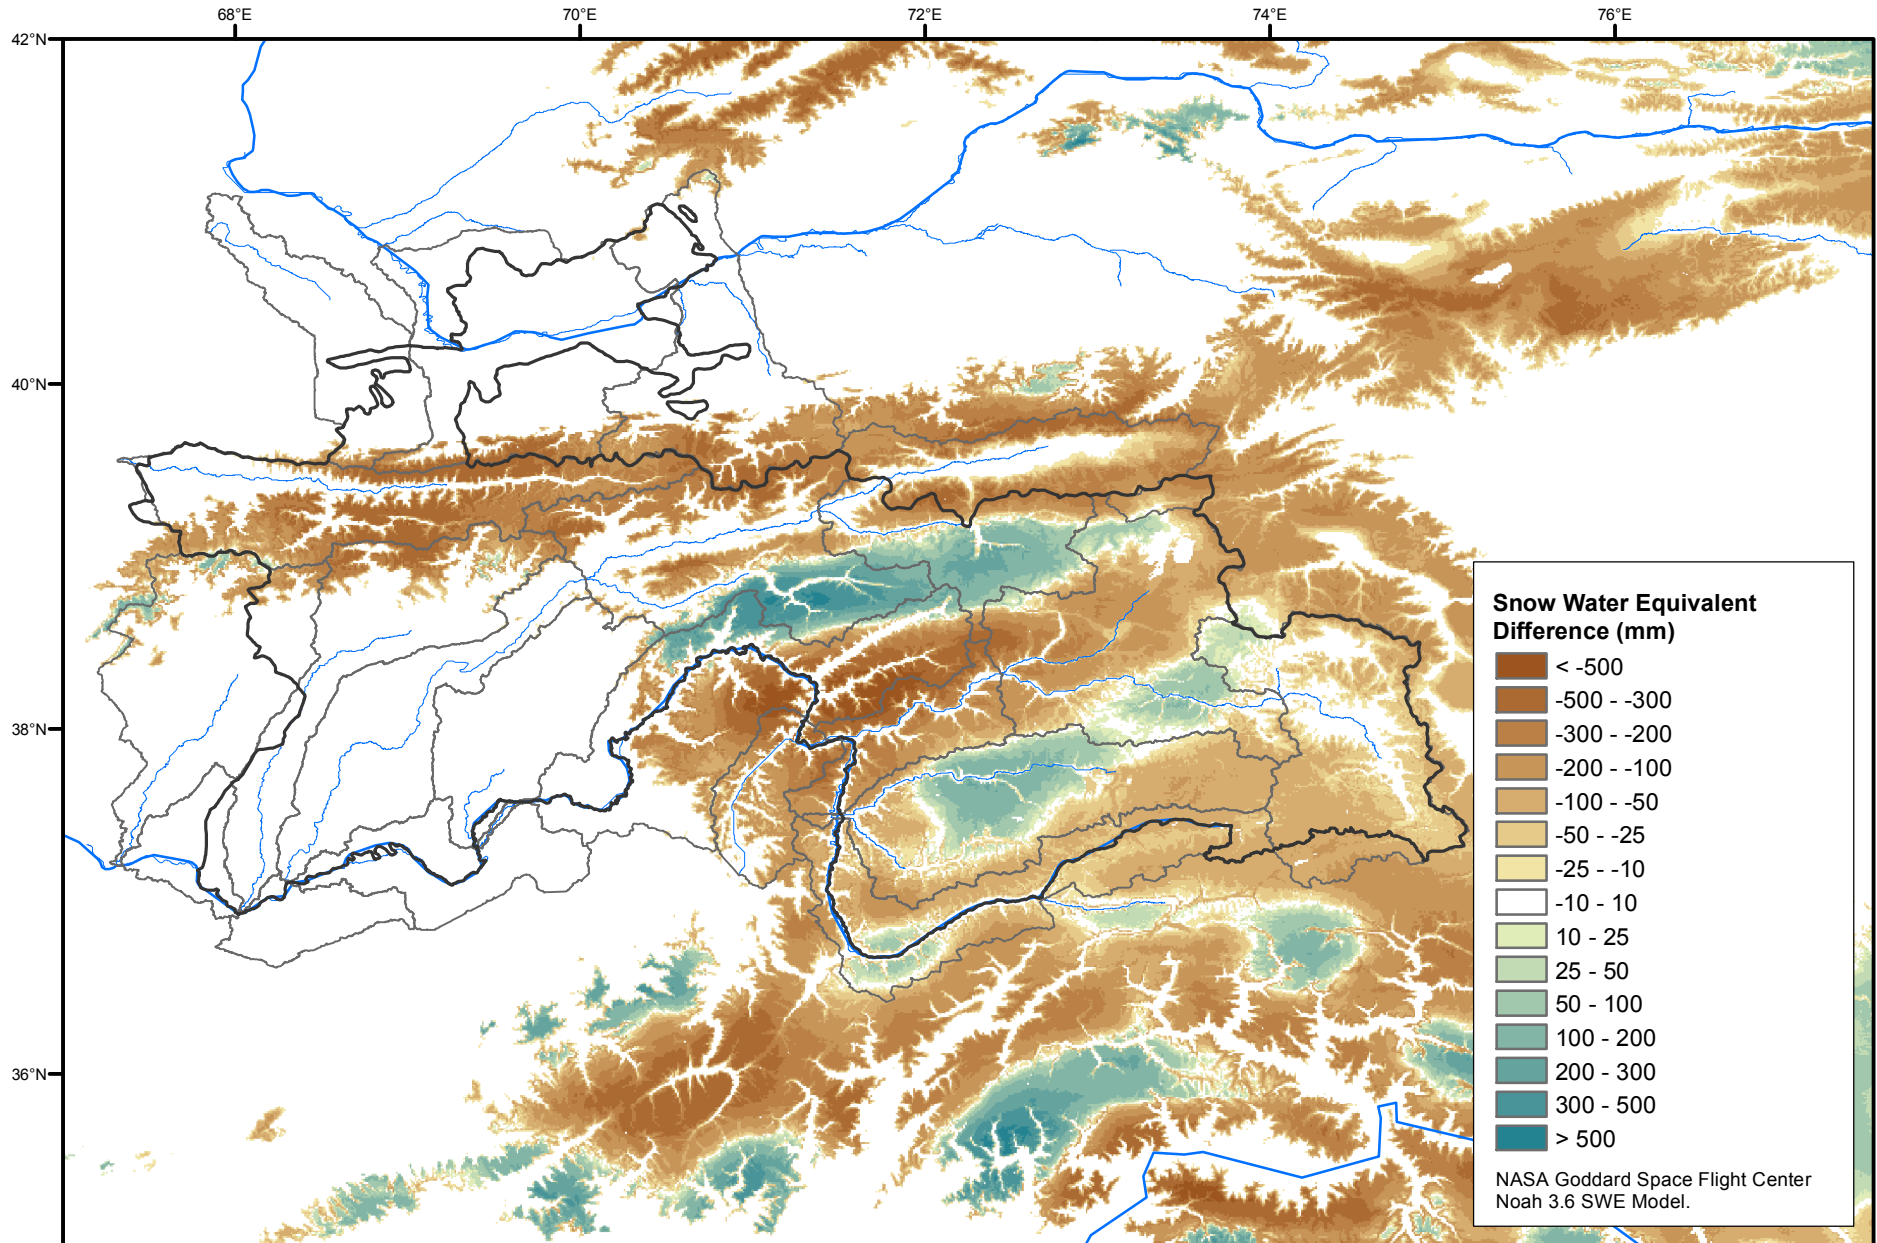 68°E 70°E 72°E 74°E 76°E
42°N
40°N
38°N
36°N
Snow Water Equivalent
Difference (mm)
< -500
-500 - -300
-300 - -200
-200 - -100
-100 - -50
-50 - -25
-25 - -10
-10 - 10
10 - 25
25 - 50
50 - 100
100 - 200
200 - 300
300 - 500
> 500
NASA Goddard Space Flight Center
Noah 3.6 SWE Model.